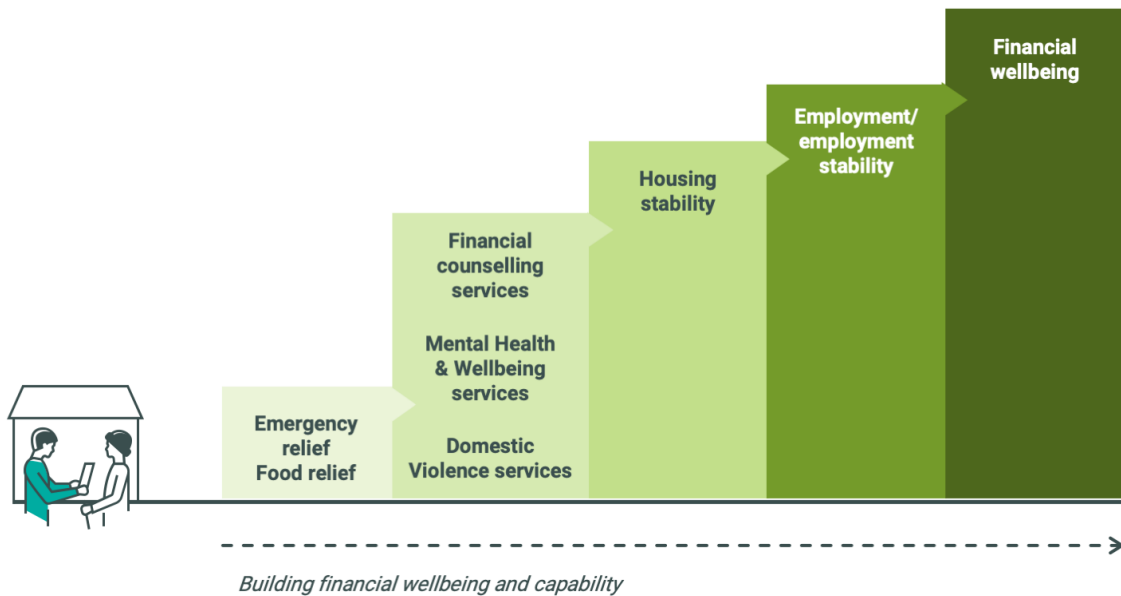 Emergency
relief
Food relief
Financial
counselling
services
Mental Health
& Wellbeing
services
Domestic
Violence services
Housing
stability
Employment/
employment
stability
Financial
wellbeing
Building financial wellbeing and capability